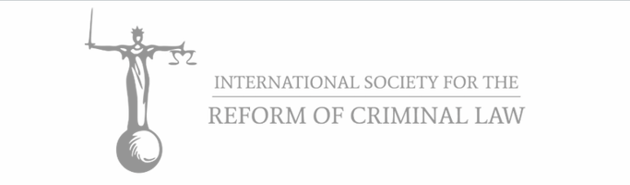 INTERNATIONAL SOCIETY FOR THE
REFORM OF CRIMINAL LAW